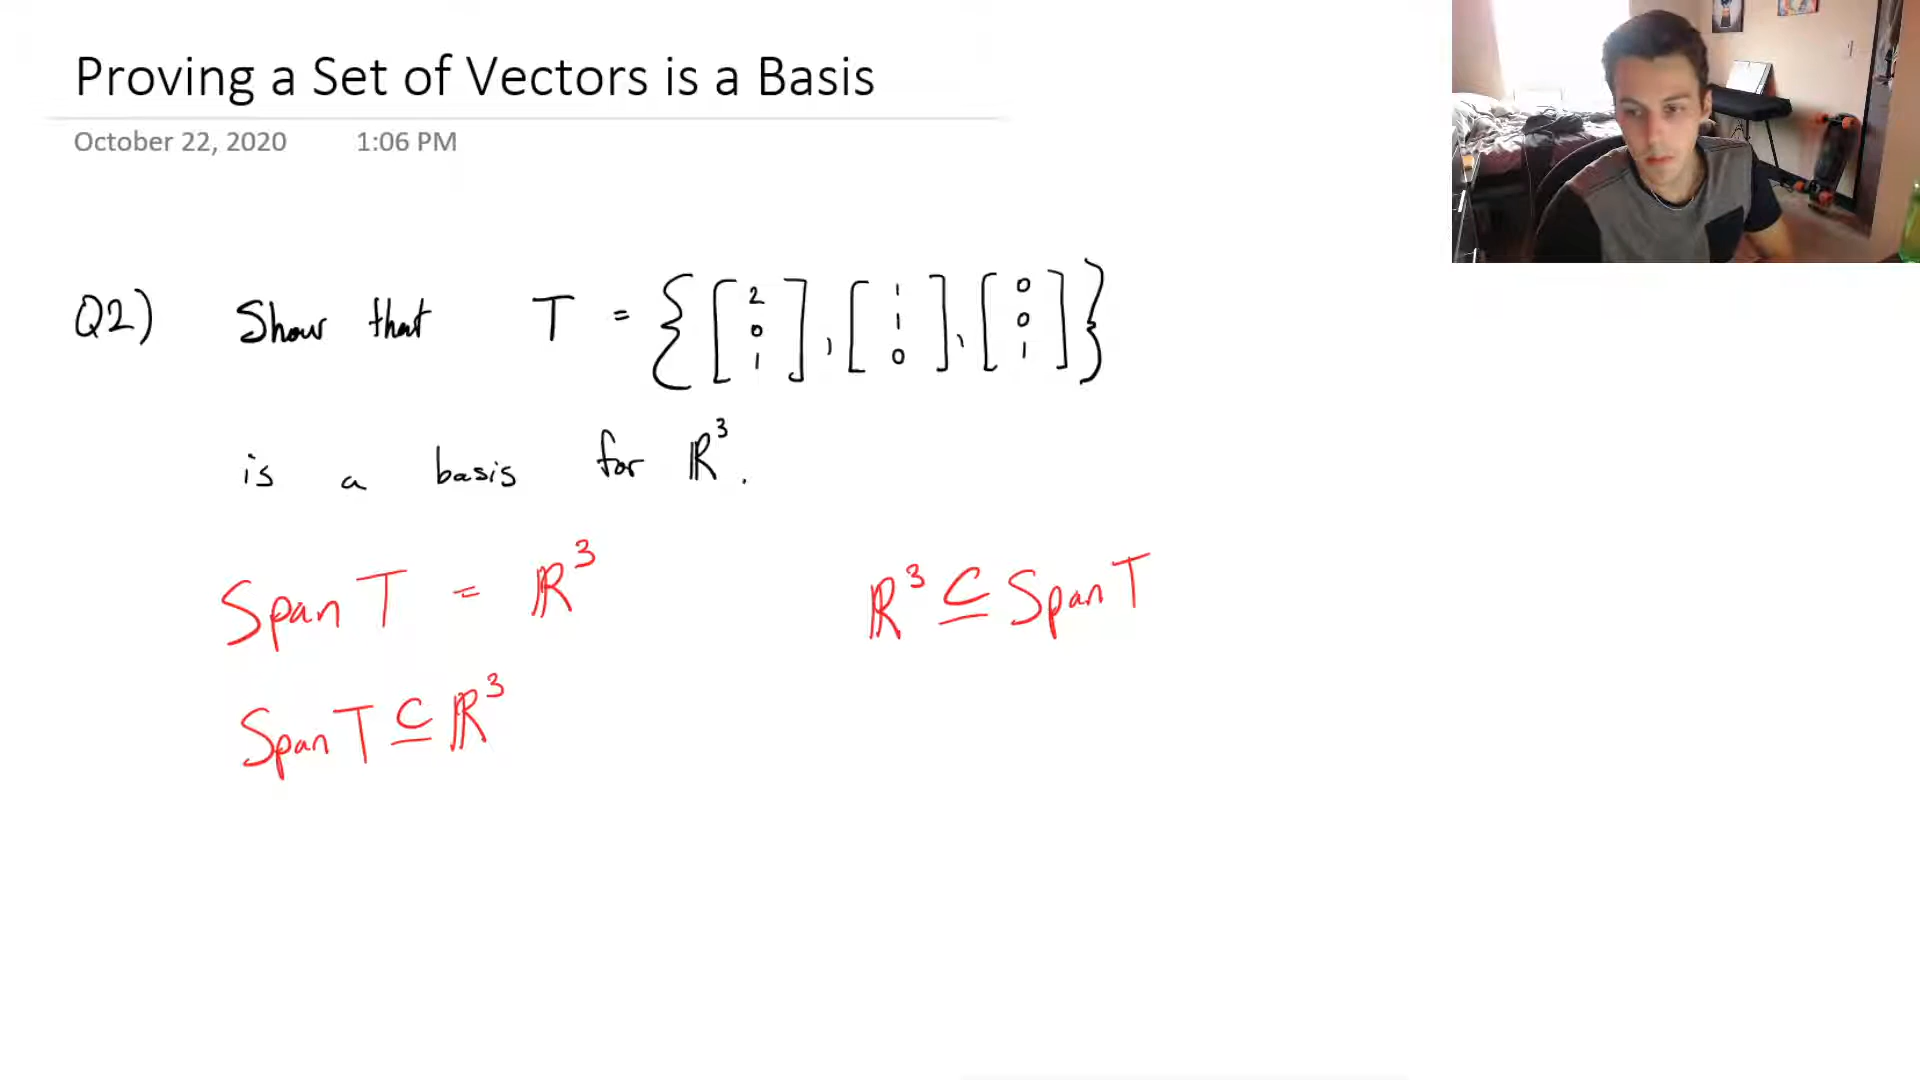 Proving a Set of Vectors is a Basis
October 22, 2020 1:06 PM
Q2) Show that T = { [2 0 1], [1 1 0], [0 0 1] }
is a basis for ℝ³.
Span T = ℝ³ ℝ³ ⊆ Span T
Span T ⊆ ℝ³